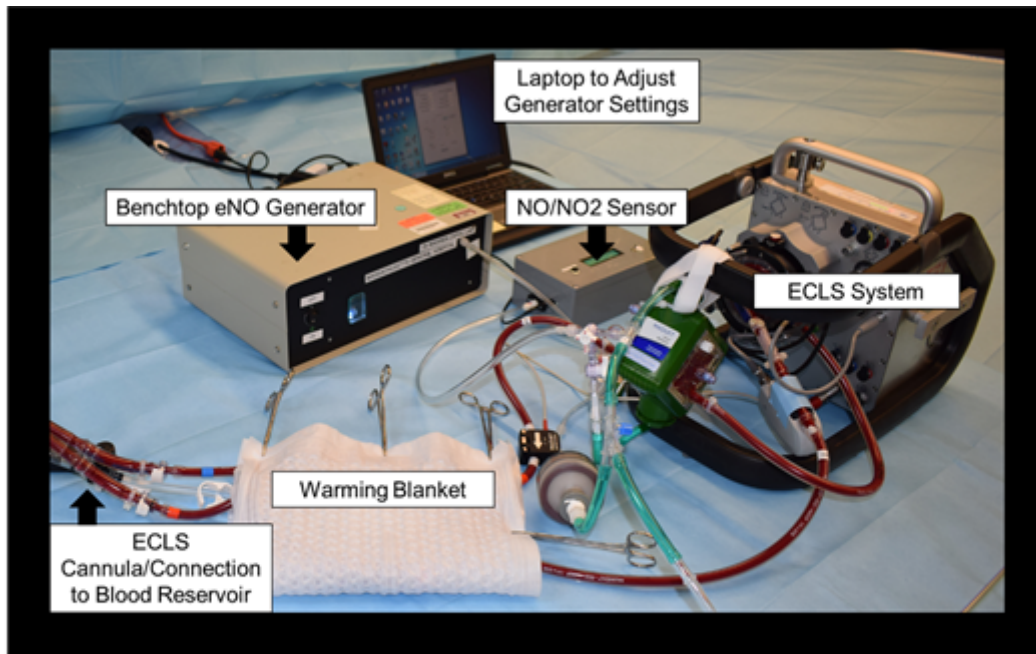 Laptop to Adjust
Generator Settings
Benchtop eNO Generator
NO/NO2 Sensor
ECLS System
Warming Blanket
ECLS
Cannula/Connection
to Blood Reservoir